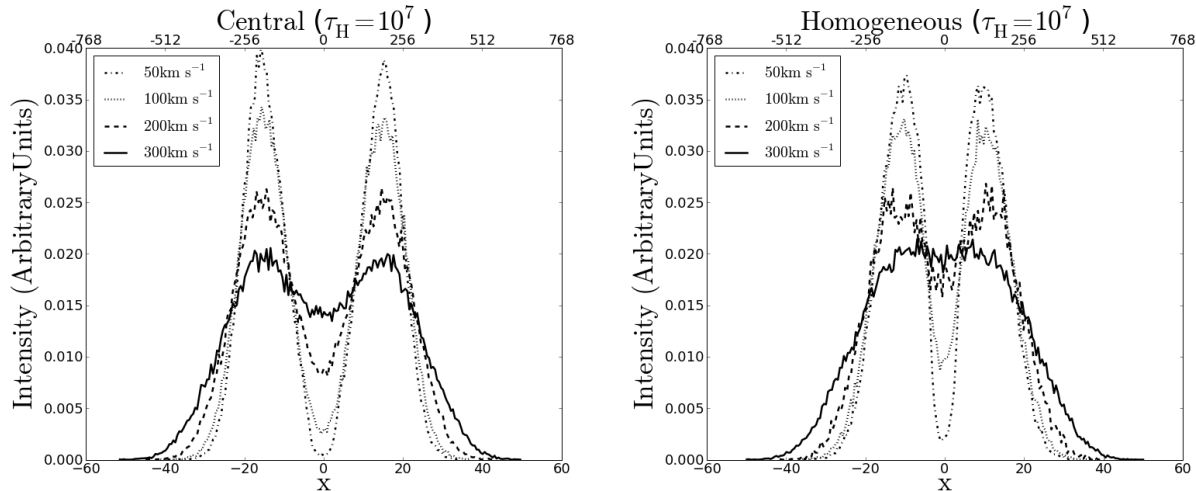 Central (τH=10^7)
-768 -512 -256 0 256 512 768
50km s⁻¹
100km s⁻¹
200km s⁻¹
300km s⁻¹
Intensity (ArbitraryUnits)
0.040
0.035
0.030
0.025
0.020
0.015
0.010
0.005
0.000
−60 −40 −20 0 20 40 60
x
Homogeneous (τH=10^7)
-768 -512 -256 0 256 512 768
50km s⁻¹
100km s⁻¹
200km s⁻¹
300km s⁻¹
Intensity (ArbitraryUnits)
0.040
0.035
0.030
0.025
0.020
0.015
0.010
0.005
0.000
−60 −40 −20 0 20 40 60
x